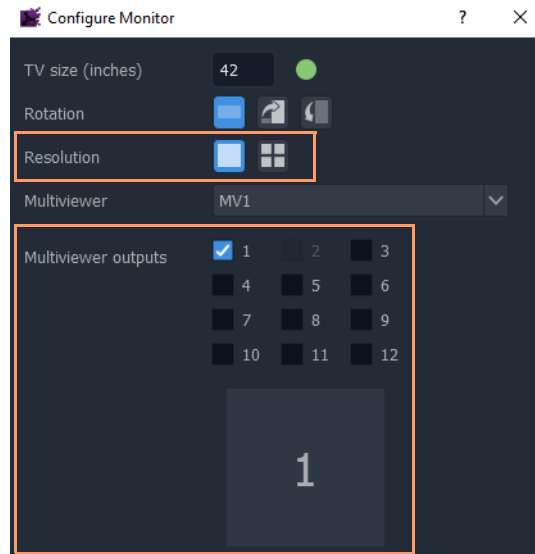 Configure Monitor ?
TV size (inches) 42
Rotation
Resolution
Multiviewer MV1
Multiviewer outputs 1 2 3
4 5 6
7 8 9
10 11 12
1